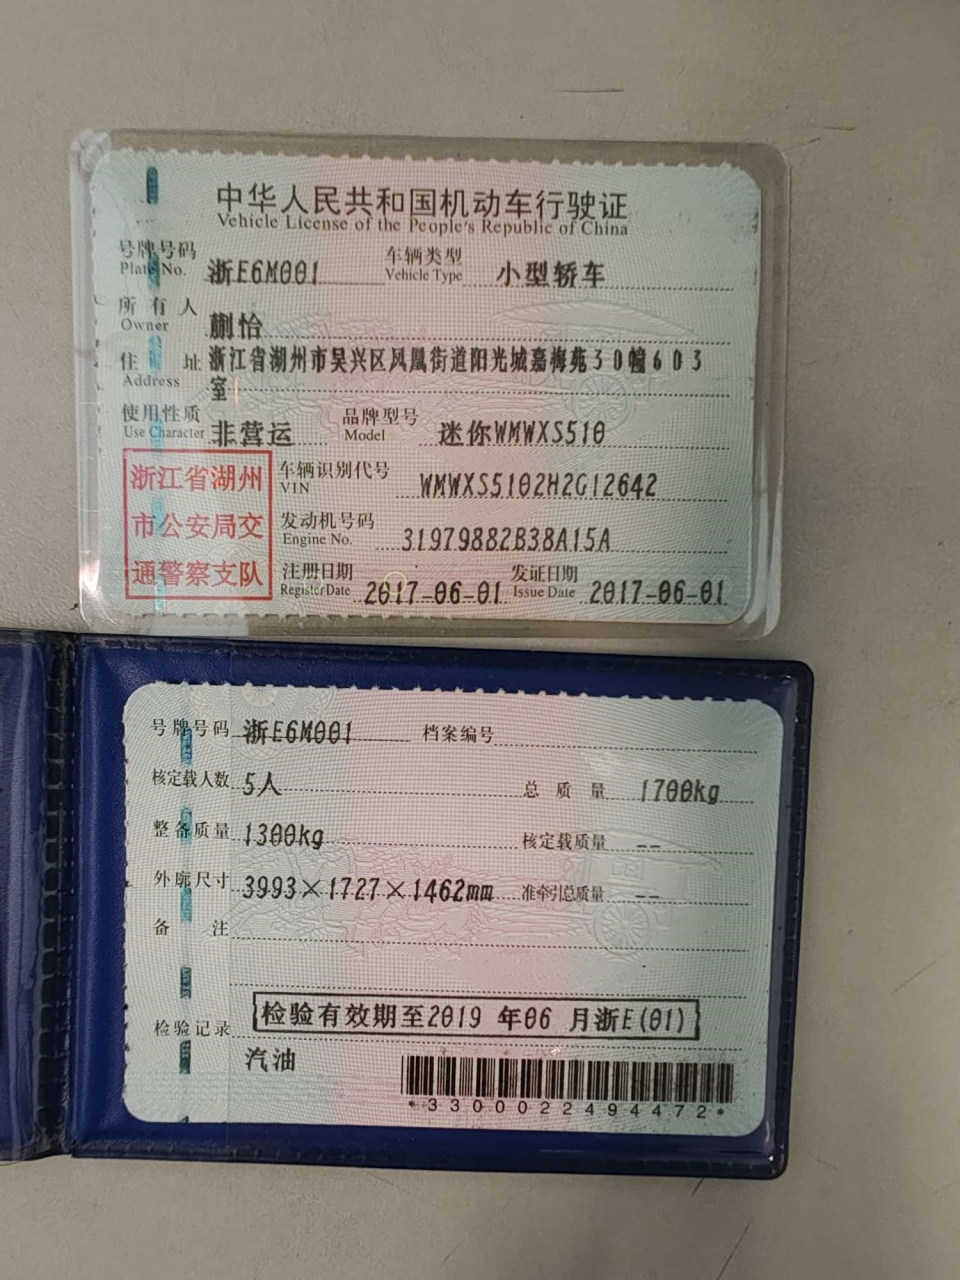 中华人民共和国机动车行驶证
Vehicle License of the People's Republic of China
号牌号码 浙E6M001 车辆类型 小型轿车
Plate No. Vehicle Type
所有人 蒯怡
Owner
住址 浙江省湖州市吴兴区凤凰街道阳光城嘉梅苑30幢603
Address 室
使用性质 非营运 品牌型号 迷你WMWXS510
Use Character Model
浙江省湖州
市公安局交
通警察支队
车辆识别代号 WMWXS5102H2G12642
VIN
发动机号码 31979882B38A15A
Engine No.
注册日期 2017-06-01 发证日期 2017-06-01
Register Date Issue Date
号牌号码 浙E6M001 档案编号
核定载人数 5人 总质量 1700kg
整备质量 1300kg 核定载质量 --
外廓尺寸 3993×1727×1462mm 准牵引总质量 --
备注
检验记录 检验有效期至2019年06月浙E(01)
汽油
*3300022494472*